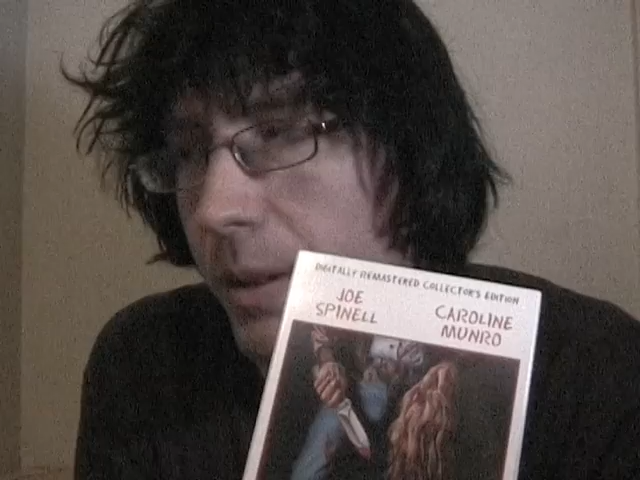 DIGITALLY REMASTERED COLLECTOR'S EDITION
JOE
SPINELL
CAROLINE
MUNRO